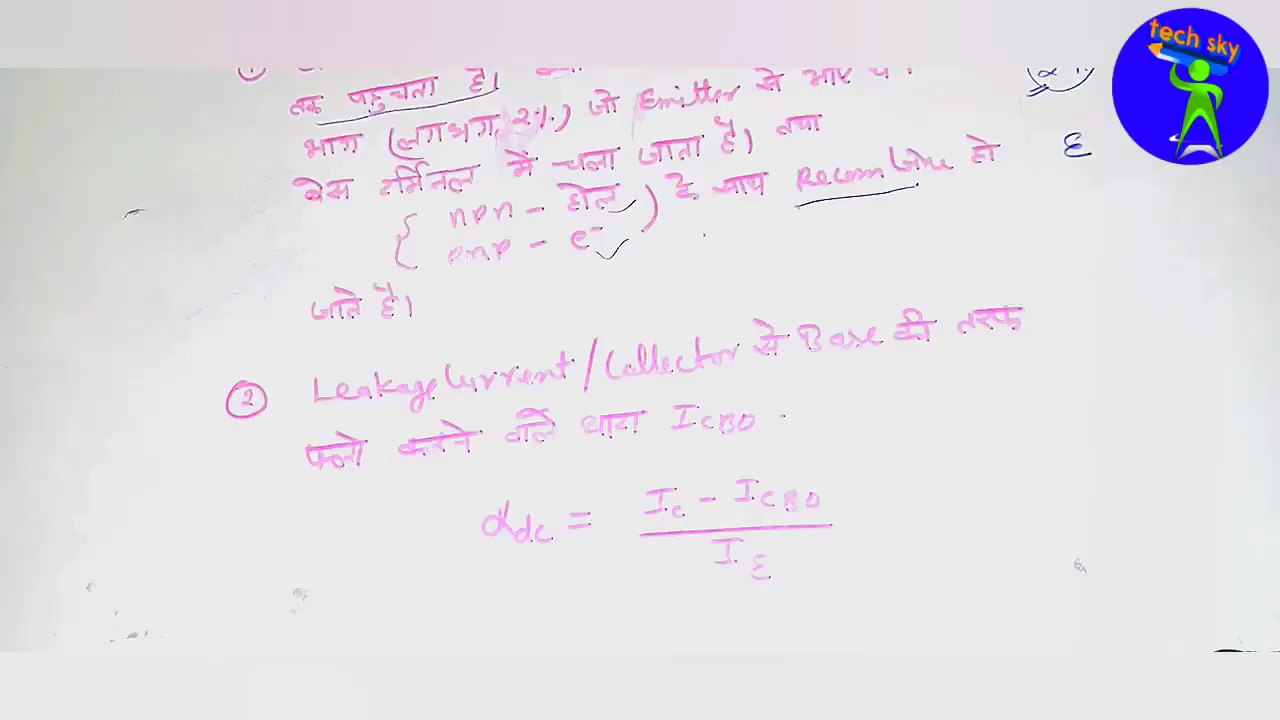 tech sky
①
तक पहुचता है।
भाग (लगभग 2%) जो Emitter से आए थे।
बेस टर्मिनल में चला जाता है। तथा
{ npn - होल
pnp - e⁻ ) के साथ Recombine हो
जाते है।
② Leakage Current / Collector से Base की तरफ
फ्लो करने वाले धारा ICBO
αdc = IC - ICBO / IE